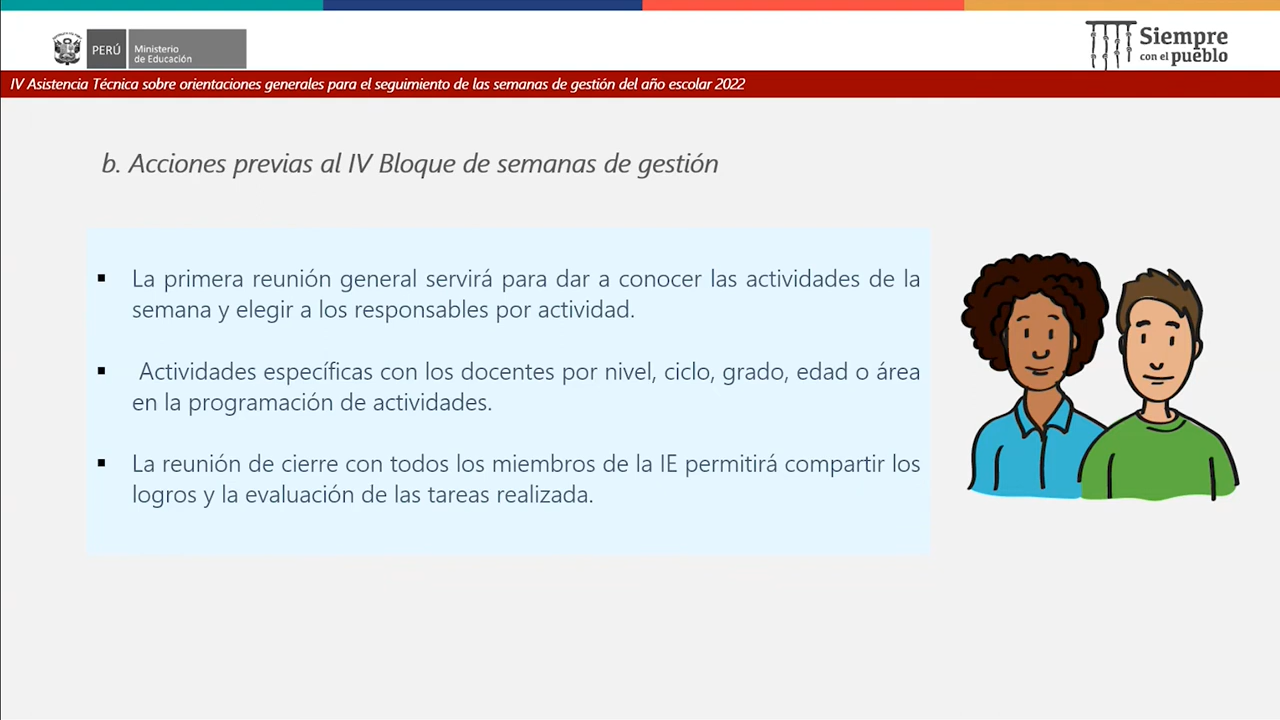 PERÚ
Ministerio
de Educación
Siempre
con el pueblo
IV Asistencia Técnica sobre orientaciones generales para el seguimiento de las semanas de gestión del año escolar 2022
b. Acciones previas al IV Bloque de semanas de gestión
▪ La primera reunión general servirá para dar a conocer las actividades de la
semana y elegir a los responsables por actividad.
▪ Actividades específicas con los docentes por nivel, ciclo, grado, edad o área
en la programación de actividades.
▪ La reunión de cierre con todos los miembros de la IE permitirá compartir los
logros y la evaluación de las tareas realizada.